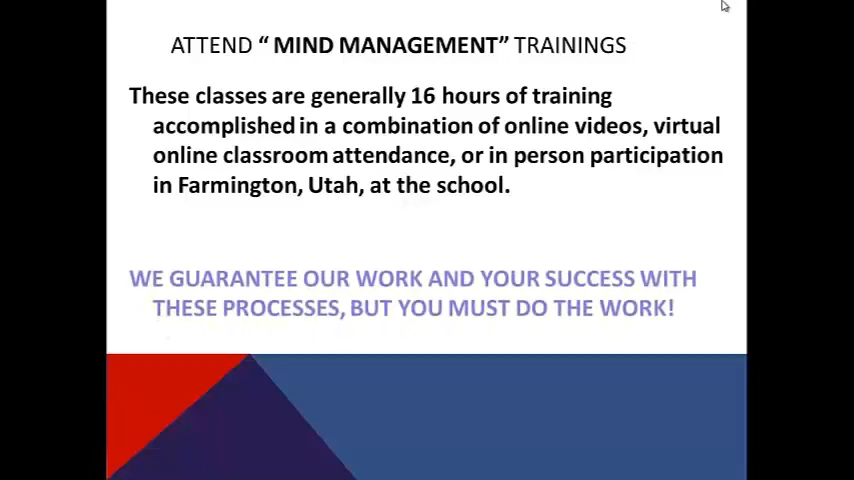 ATTEND “ MIND MANAGEMENT” TRAININGS
These classes are generally 16 hours of training
accomplished in a combination of online videos, virtual
online classroom attendance, or in person participation
in Farmington, Utah, at the school.
WE GUARANTEE OUR WORK AND YOUR SUCCESS WITH
THESE PROCESSES, BUT YOU MUST DO THE WORK!